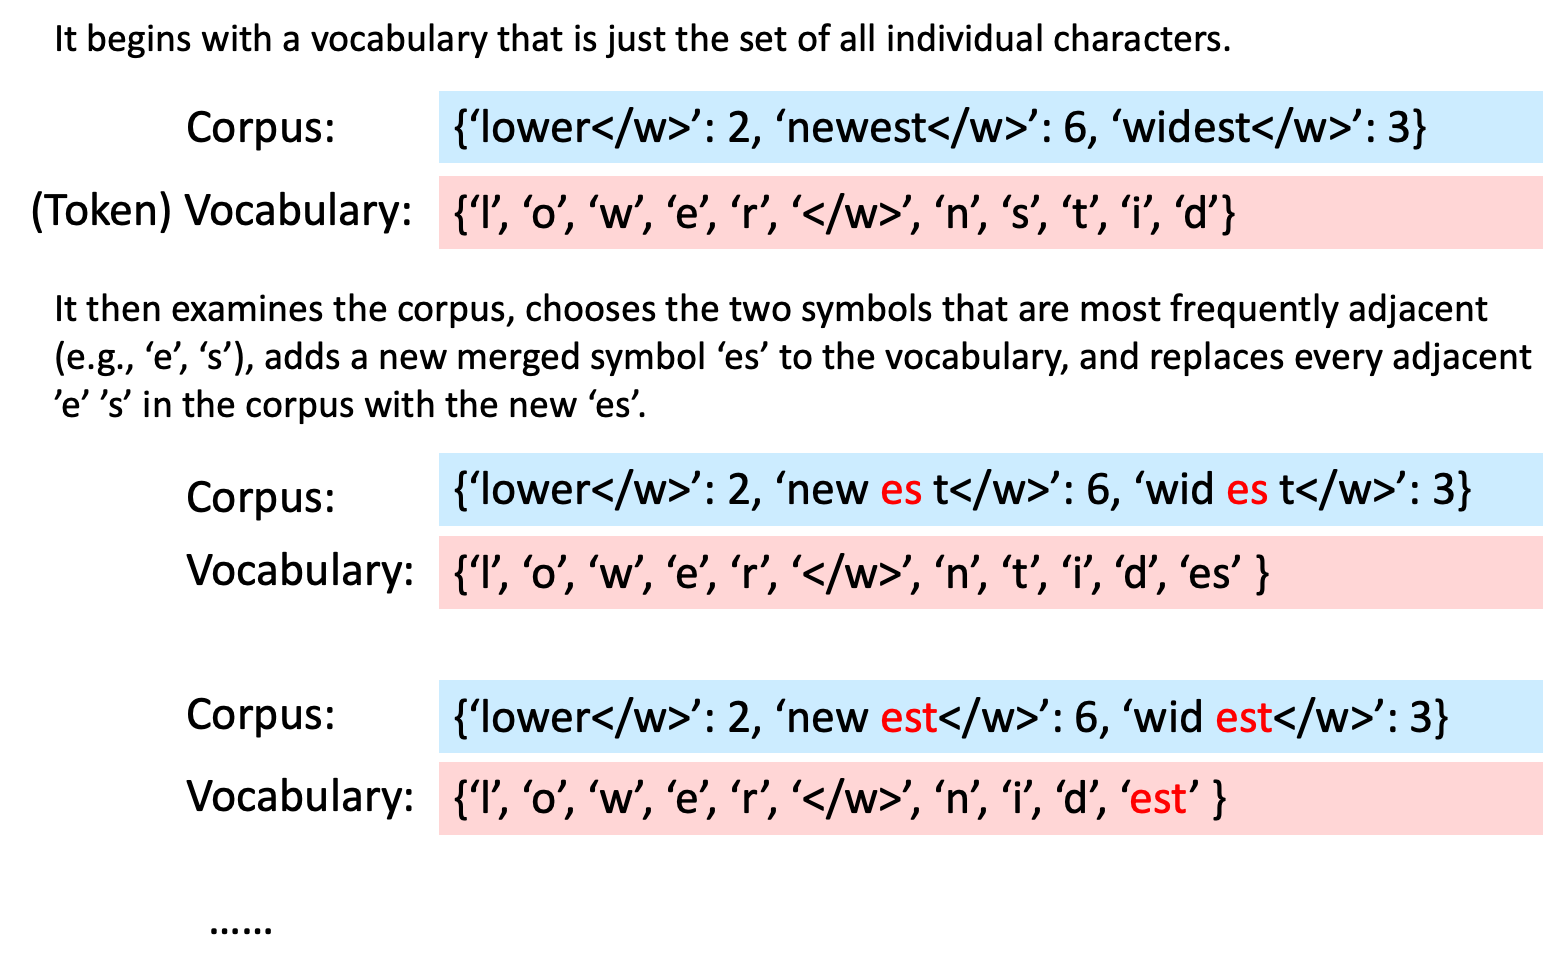 It begins with a vocabulary that is just the set of all individual characters.
Corpus: {‘lower</w>’: 2, ‘newest</w>’: 6, ‘widest</w>’: 3}
(Token) Vocabulary: {‘l’, ‘o’, ‘w’, ‘e’, ‘r’, ‘</w>’, ‘n’, ‘s’, ‘t’, ‘i’, ‘d’}
It then examines the corpus, chooses the two symbols that are most frequently adjacent
(e.g., ‘e’, ‘s’), adds a new merged symbol ‘es’ to the vocabulary, and replaces every adjacent
’e’ ’s’ in the corpus with the new ‘es’.
Corpus: {‘lower</w>’: 2, ‘new es t</w>’: 6, ‘wid es t</w>’: 3}
Vocabulary: {‘l’, ‘o’, ‘w’, ‘e’, ‘r’, ‘</w>’, ‘n’, ‘t’, ‘i’, ‘d’, ‘es’ }
Corpus: {‘lower</w>’: 2, ‘new est</w>’: 6, ‘wid est</w>’: 3}
Vocabulary: {‘l’, ‘o’, ‘w’, ‘e’, ‘r’, ‘</w>’, ‘n’, ‘i’, ‘d’, ‘est’ }
......